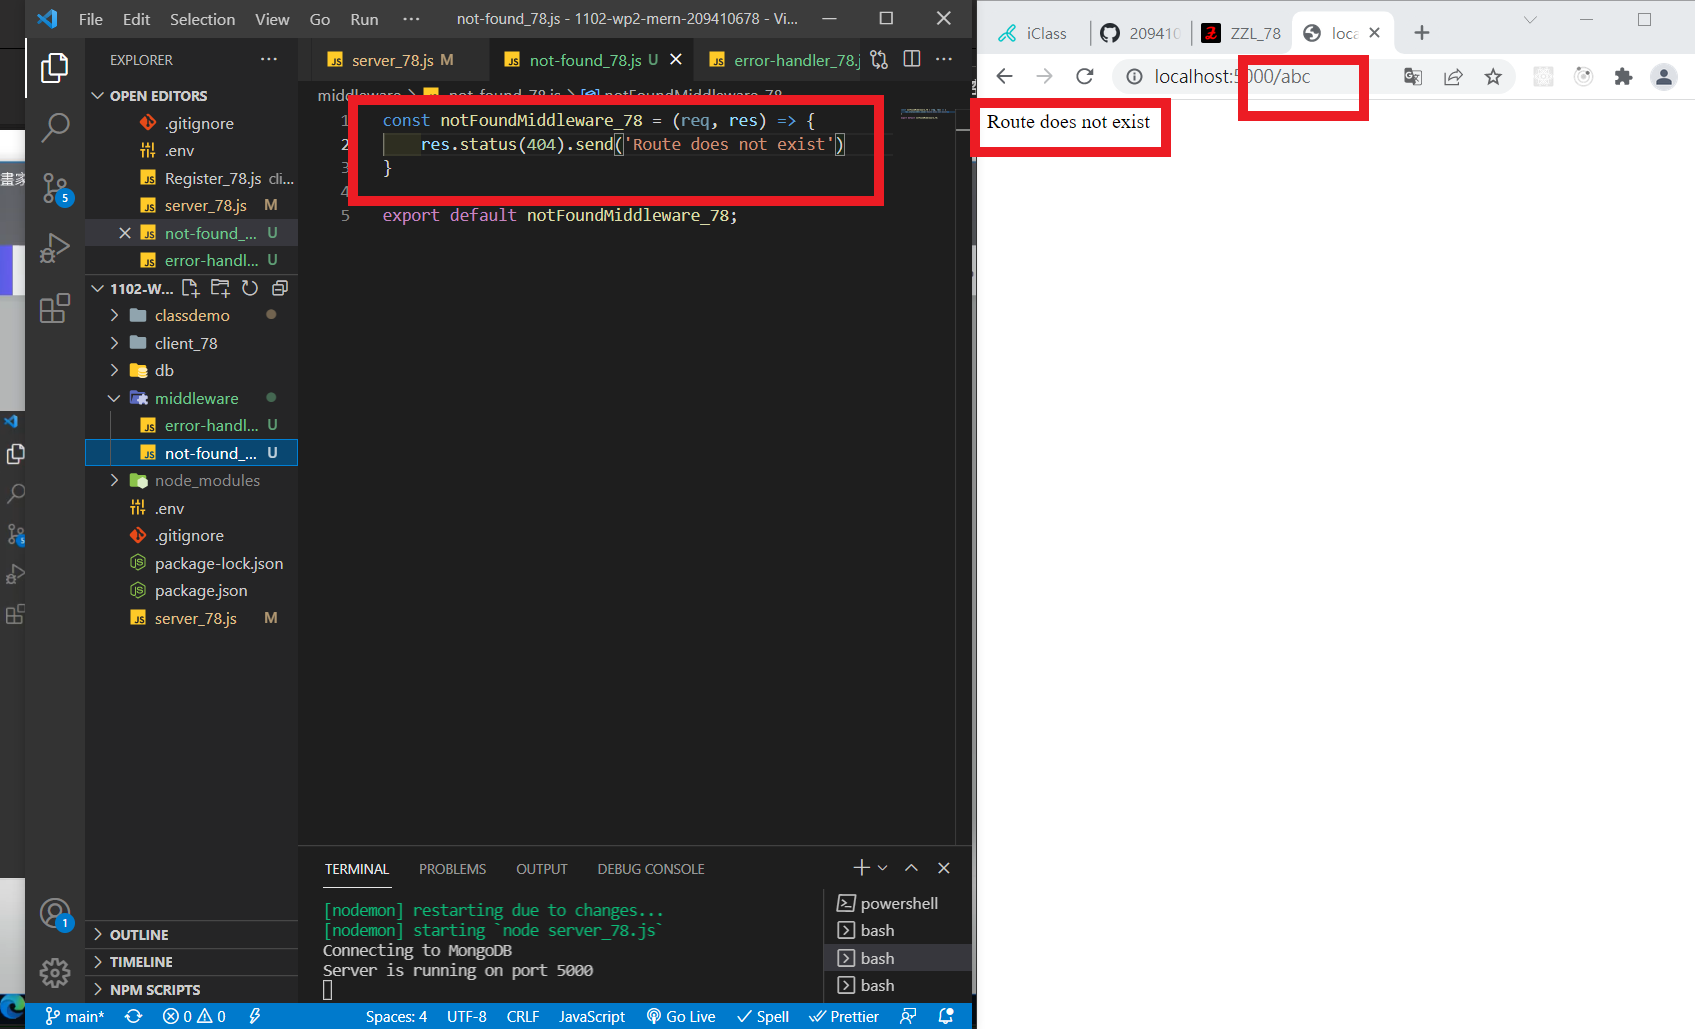 File Edit Selection View Go Run ··· not-found_78.js - 1102-wp2-mern-209410678 - Vi...
EXPLORER ···
OPEN EDITORS
.gitignore
.env
Register_78.js cli...
server_78.js M
not-found_... U
error-handl... U
1102-W...
classdemo
client_78
db
middleware
error-handl... U
not-found_... U
node_modules
.env
.gitignore
package-lock.json
package.json
server_78.js M
OUTLINE
TIMELINE
NPM SCRIPTS
5
1
畫家
server_78.js M
not-found_78.js U
error-handler_78.j
middleware > not-found_78.js > notFoundMiddleware_78
1 const notFoundMiddleware_78 = (req, res) => {
2 res.status(404).send('Route does not exist')
3 }
4
5 export default notFoundMiddleware_78;
TERMINAL PROBLEMS OUTPUT DEBUG CONSOLE
[nodemon] restarting due to changes...
[nodemon] starting `node server_78.js`
Connecting to MongoDB
Server is running on port 5000
powershell
bash
bash
bash
main* 0 0 Spaces: 4 UTF-8 CRLF JavaScript Go Live Spell Prettier
iClass 209410 ZZL_78 loca
localhost:5000/abc
Route does not exist